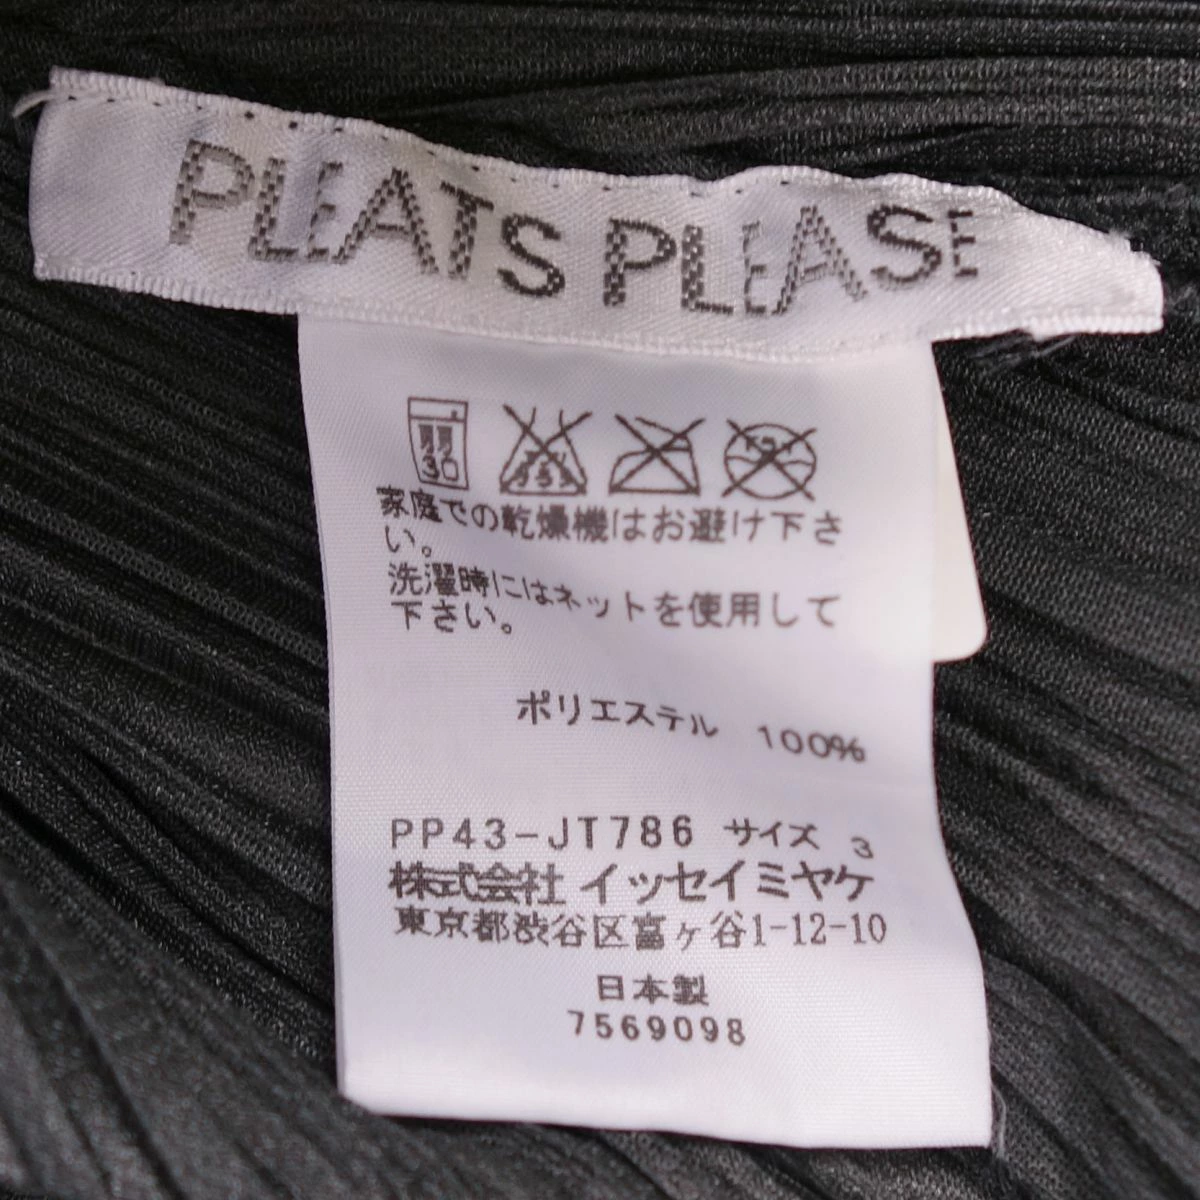 PLEATS PLEASE
30
家庭での乾燥機はお避け下さ
い。
洗濯時にはネットを使用して
下さい。
ポリエステル 100%
PP43-JT786 サイズ 3
株式会社 イッセイミヤケ
東京都渋谷区富ヶ谷1-12-10
日本製
7569098